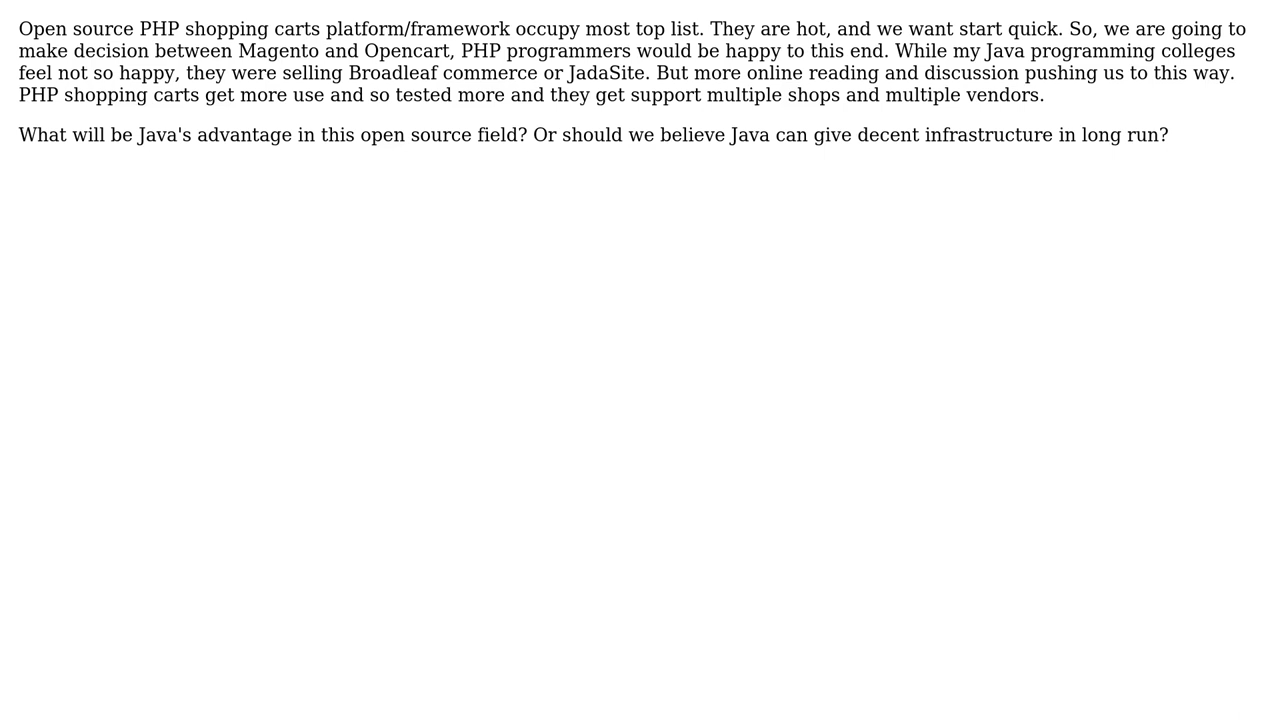 Open source PHP shopping carts platform/framework occupy most top list. They are hot, and we want start quick. So, we are going to
make decision between Magento and Opencart, PHP programmers would be happy to this end. While my Java programming colleges
feel not so happy, they were selling Broadleaf commerce or JadaSite. But more online reading and discussion pushing us to this way.
PHP shopping carts get more use and so tested more and they get support multiple shops and multiple vendors.
What will be Java's advantage in this open source field? Or should we believe Java can give decent infrastructure in long run?